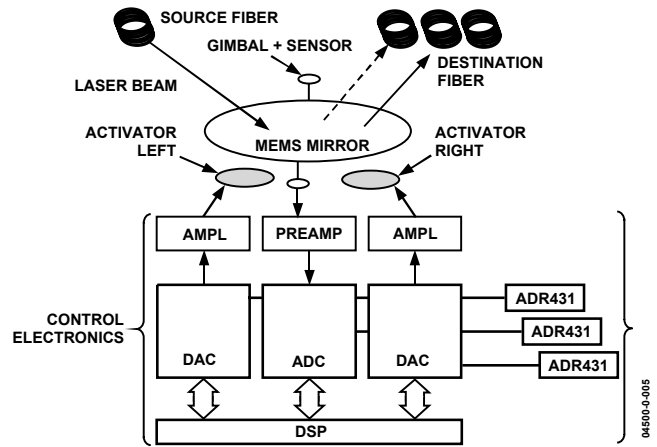 SOURCE FIBER
GIMBAL + SENSOR
DESTINATION
FIBER
LASER BEAM
ACTIVATOR
LEFT
MEMS MIRROR
ACTIVATOR
RIGHT
AMPL
PREAMP
AMPL
CONTROL
ELECTRONICS
DAC
ADC
DAC
ADR431
ADR431
ADR431
DSP
04500-0-005